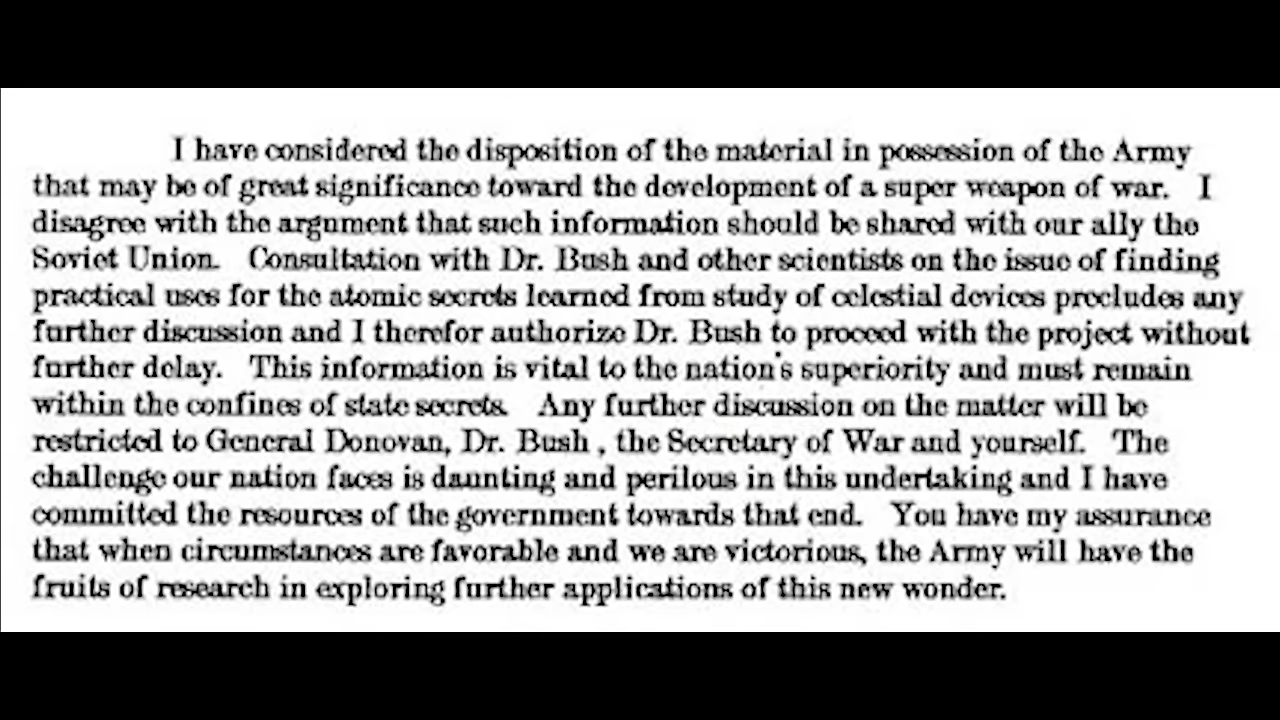 I have considered the disposition of the material in possession of the Army
that may be of great significance toward the development of a super weapon of war. I
disagree with the argument that such information should be shared with our ally the
Soviet Union. Consultation with Dr. Bush and other scientists on the issue of finding
practical uses for the atomic secrets learned from study of celestial devices precludes any
further discussion and I therefor authorize Dr. Bush to proceed with the project without
further delay. This information is vital to the nation's superiority and must remain
within the confines of state secrets. Any further discussion on the matter will be
restricted to General Donovan, Dr. Bush , the Secretary of War and yourself. The
challenge our nation faces is daunting and perilous in this undertaking and I have
committed the resources of the government towards that end. You have my assurance
that when circumstances are favorable and we are victorious, the Army will have the
fruits of research in exploring further applications of this new wonder.